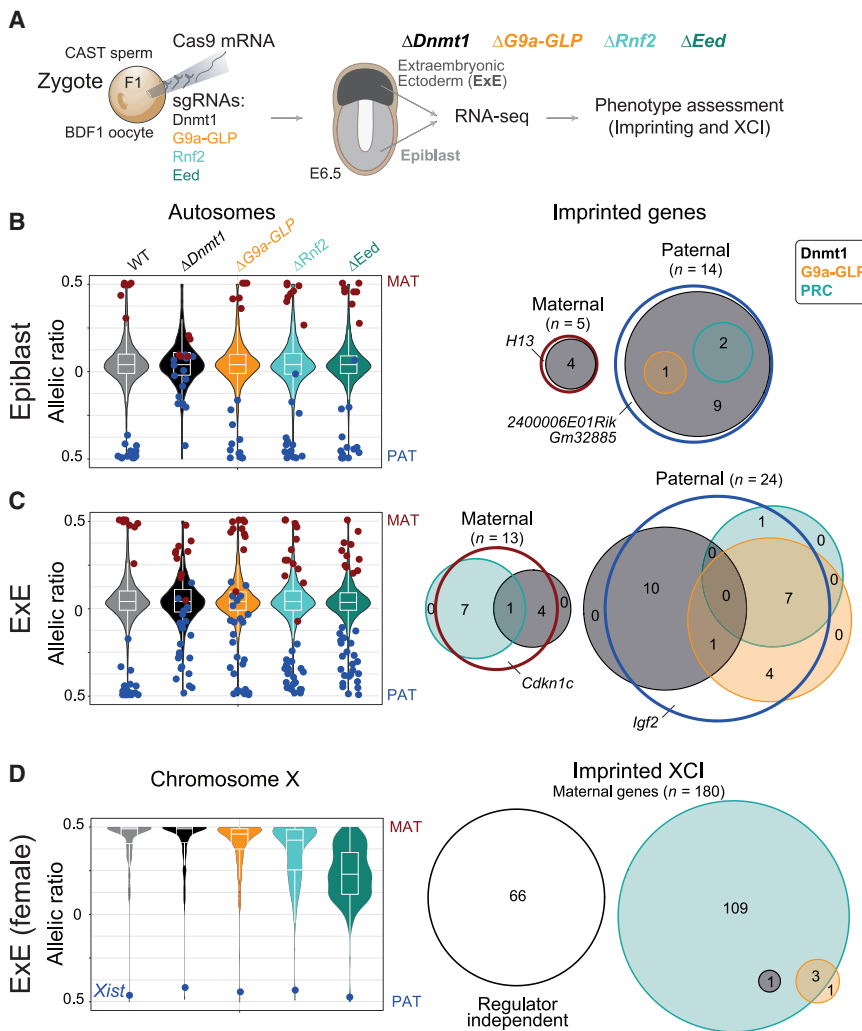 A
CAST sperm
Cas9 mRNA
Zygote
F1
BDF1 oocyte
sgRNAs:
Dnmt1
G9a-GLP
Rnf2
Eed
ΔDnmt1 ΔG9a-GLP ΔRnf2 ΔEed
Extraembryonic
Ectoderm (ExE)
Epiblast
E6.5
RNA-seq
Phenotype assessment
(Imprinting and XCI)
B
Autosomes
WT
ΔDnmt1
ΔG9a-GLP
ΔRnf2
ΔEed
Epiblast
Allelic ratio
0.5
0
0.5
MAT
PAT
Imprinted genes
Maternal
(n = 5)
H13
4
Paternal
(n = 14)
1
2
9
2400006E01Rik
Gm32885
Dnmt1
G9a-GLP
PRC
C
ExE
Allelic ratio
0.5
0
0.5
MAT
PAT
Maternal
(n = 13)
0
7
1
4
0
Cdkn1c
Paternal (n = 24)
0
10
0
0
1
1
0
7
0
4
Igf2
D
Chromosome X
ExE (female)
Allelic ratio
0.5
0
0.5
MAT
PAT
Xist
Imprinted XCI
Maternal genes (n = 180)
66
Regulator
independent
109
1
3
1